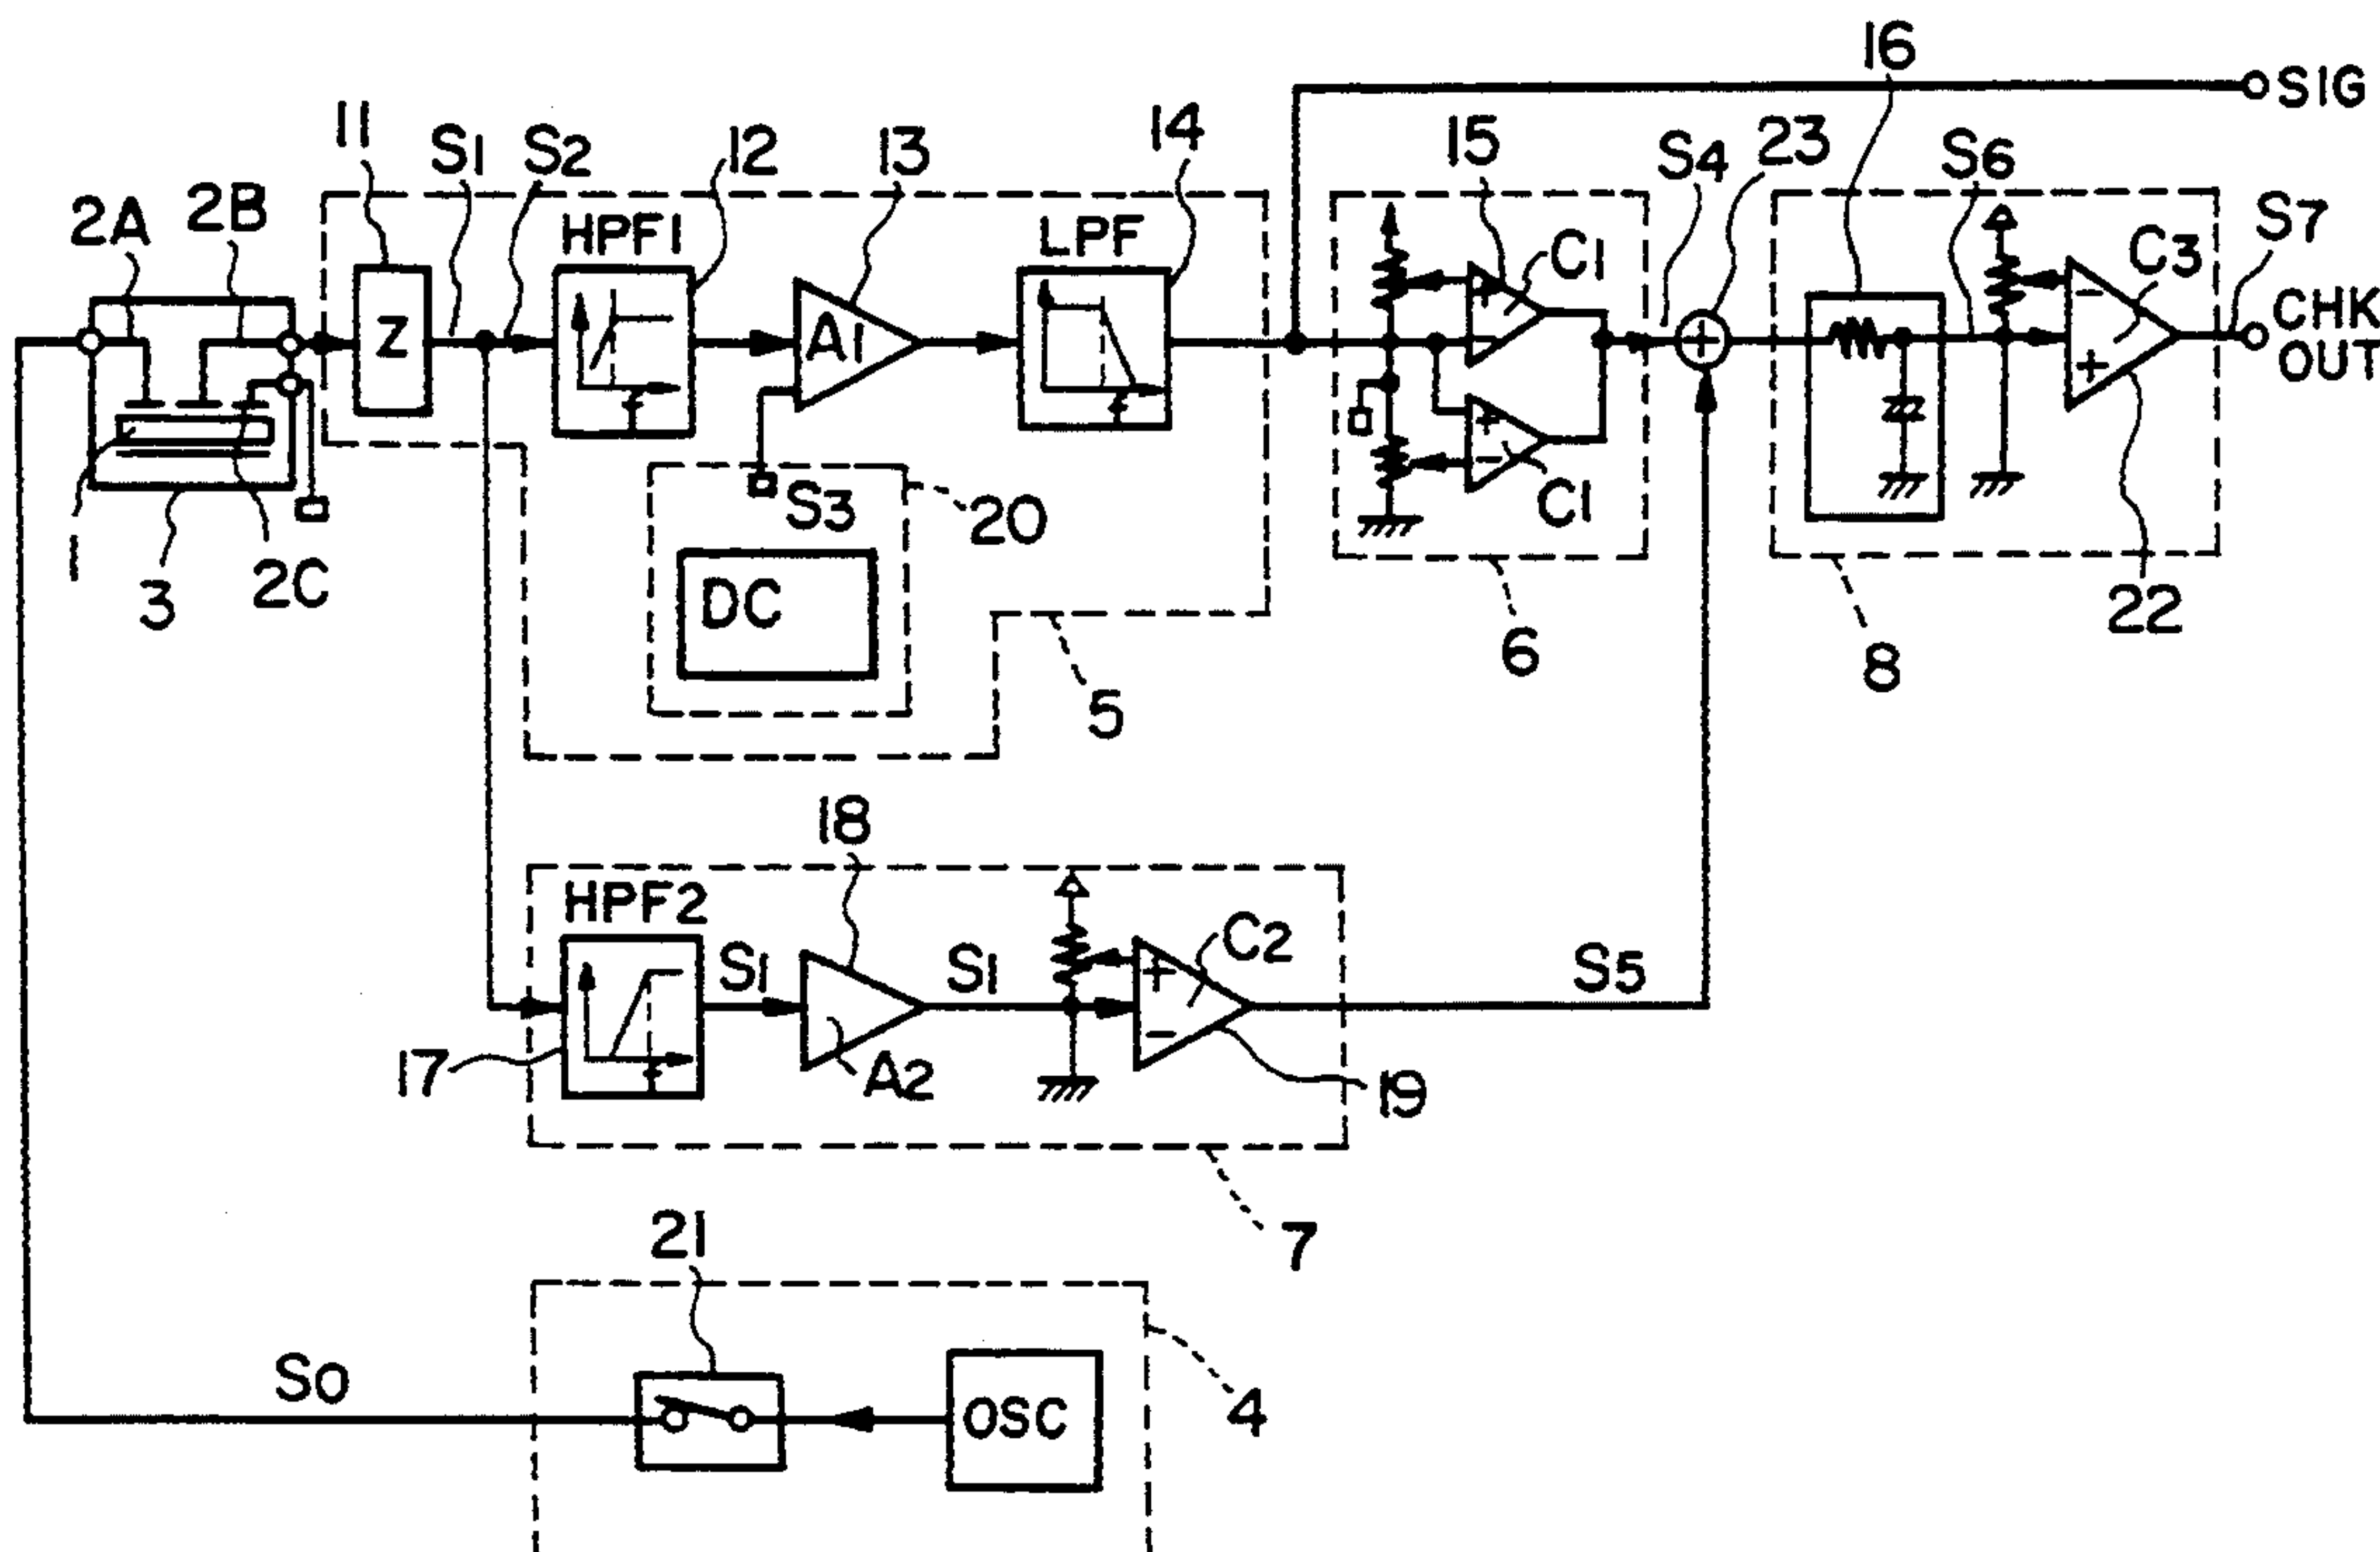 16
SIG
11
S1
S2
12
13
14
15
S4
23
S6
S7
2A
2B
HPF1
LPF
C1
C3
CHK
OUT
Z
A1
+
−
+
+
−
−
+
C1
S3
20
1
3
2C
DC
5
6
8
22
18
HPF2
S1
S1
C2
S5
+
−
17
A2
19
7
21
4
S0
OSC